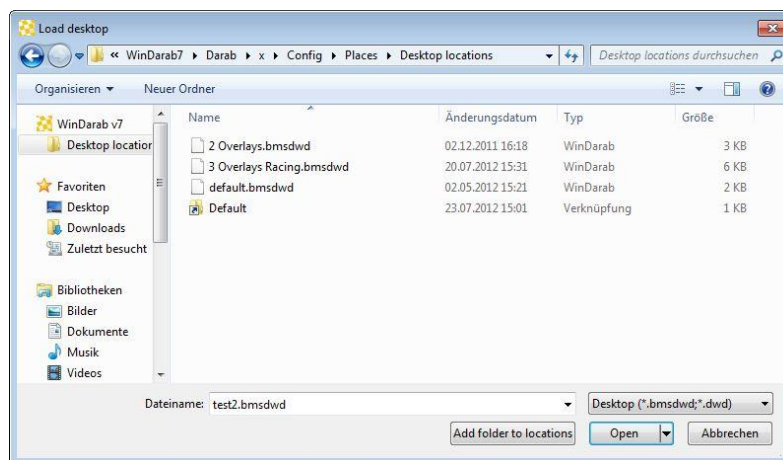 Load desktop
« WinDarab7 ▸ Darab ▸ x ▸ Config ▸ Places ▸ Desktop locations
Desktop locations durchsuchen
Organisieren
Neuer Ordner
WinDarab v7
Desktop location
Favoriten
Desktop
Downloads
Zuletzt besucht
Bibliotheken
Bilder
Dokumente
Musik
Videos
Name Änderungsdatum Typ Größe
2 Overlays.bmsdwd 02.12.2011 16:18 WinDarab 3 KB
3 Overlays Racing.bmsdwd 20.07.2012 15:31 WinDarab 6 KB
default.bmsdwd 02.05.2012 15:21 WinDarab 2 KB
Default 23.07.2012 15:01 Verknüpfung 1 KB
Dateiname: test2.bmsdwd
Desktop (*.bmsdwd;*.dwd)
Add folder to locations
Open
Abbrechen